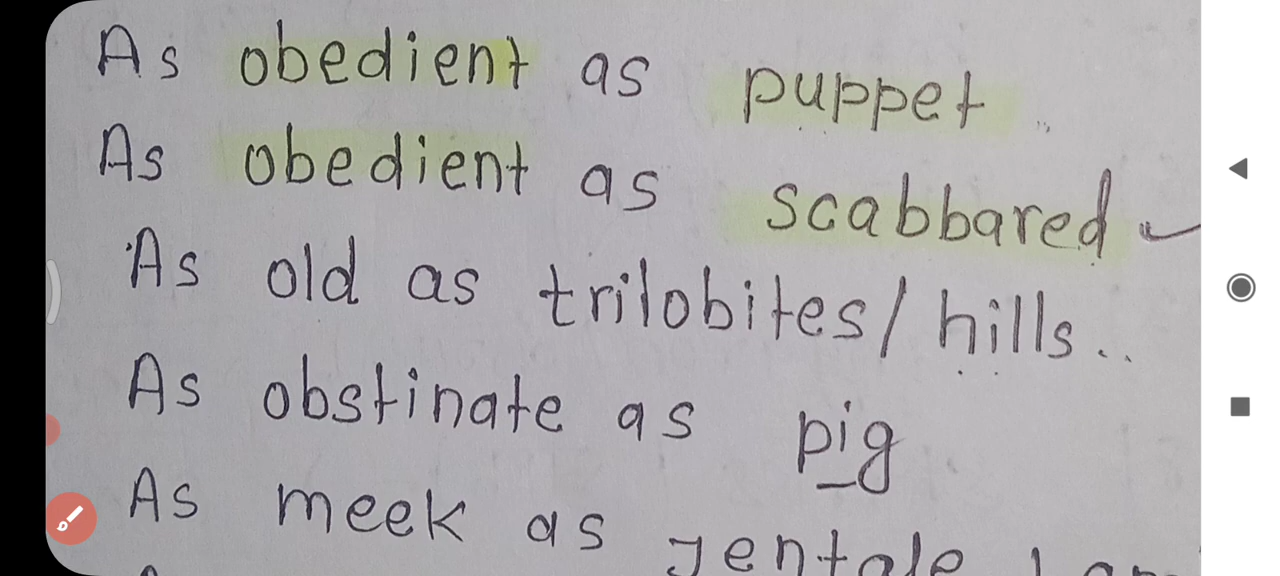 As obedient as puppet
As obedient as scabbared
As old as trilobites/hills..
As obstinate as pig
As meek as